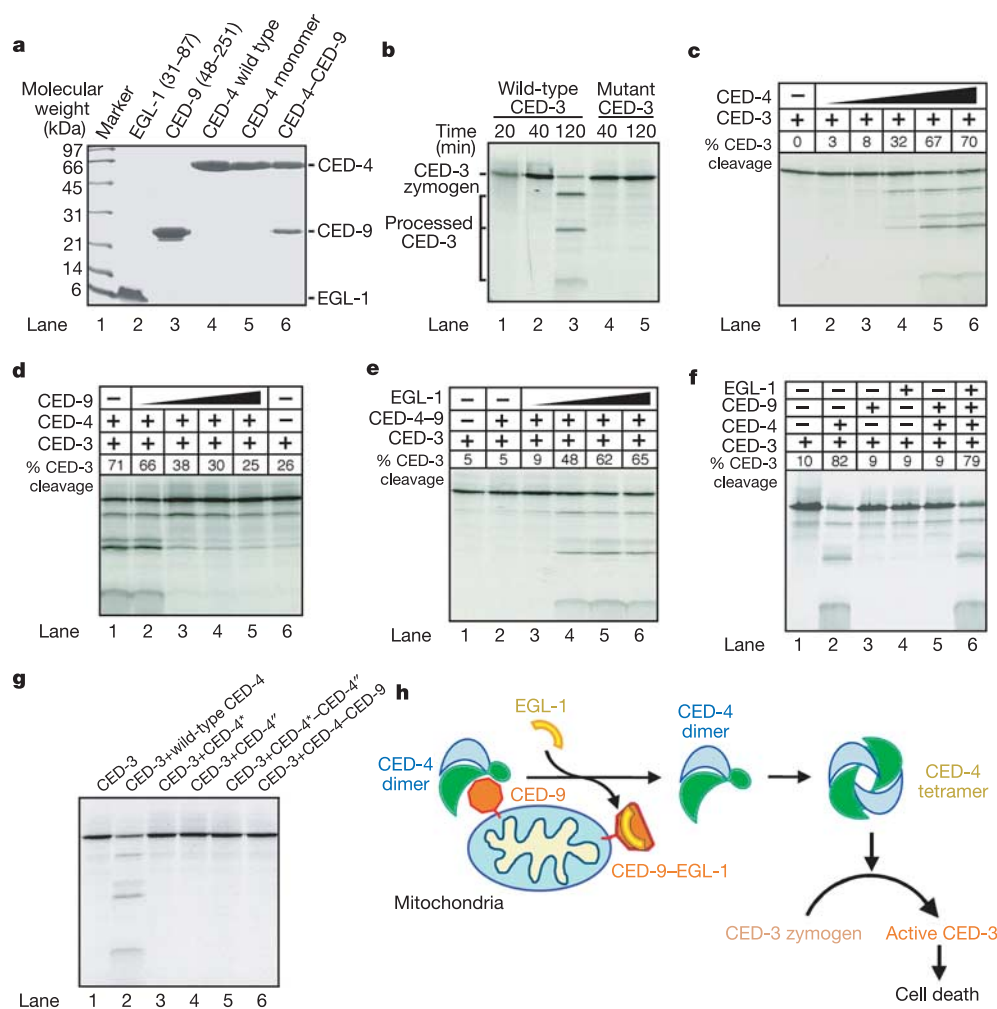 a
Molecular
weight
(kDa)
Marker
EGL-1 (31–87)
CED-9 (48–251)
CED-4 wild type
CED-4 monomer
CED-4–CED-9
97
66
45
31
21
14
6
CED-4
CED-9
EGL-1
Lane 1 2 3 4 5 6
b
Wild-type Mutant
CED-3 CED-3
Time 20 40 120 40 120
(min)
CED-3
zymogen
Processed
CED-3
Lane 1 2 3 4 5
c
CED-4 –
CED-3 + + + + + +
% CED-3 0 3 8 32 67 70
cleavage
Lane 1 2 3 4 5 6
d
CED-9 – –
CED-4 + + + + + –
CED-3 + + + + + +
% CED-3 71 66 38 30 25 26
cleavage
Lane 1 2 3 4 5 6
e
EGL-1 – –
CED-4–9 – + + + + +
CED-3 + + + + + +
% CED-3 5 5 9 48 62 65
cleavage
Lane 1 2 3 4 5 6
f
EGL-1 – – – + – +
CED-9 – – + – + +
CED-4 – + – – + +
CED-3 + + + + + +
% CED-3 10 82 9 9 9 79
cleavage
Lane 1 2 3 4 5 6
g
CED-3
CED-3+wild-type CED-4
CED-3+CED-4*
CED-3+CED-4″
CED-3+CED-4*–CED-4″
CED-3+CED-4–CED-9
Lane 1 2 3 4 5 6
h
EGL-1
CED-4
dimer
CED-9
CED-9–EGL-1
Mitochondria
CED-4
dimer
CED-4
tetramer
CED-3 zymogen Active CED-3
Cell death